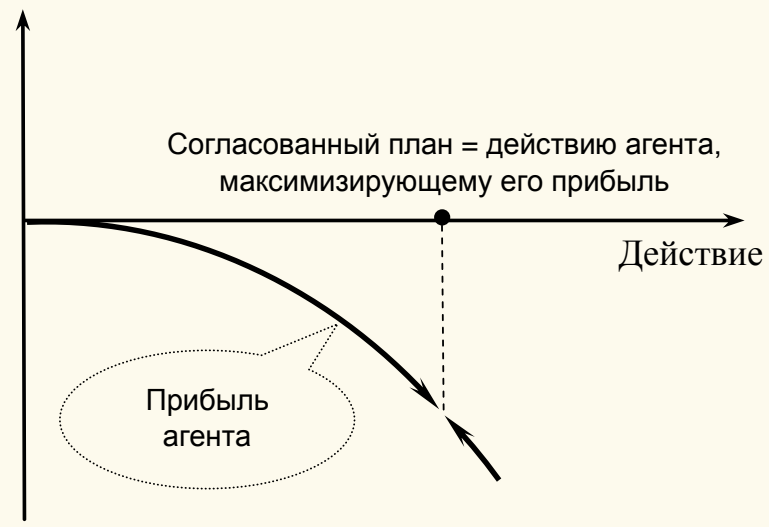 Согласованный план = действию агента,
максимизирующему его прибыль
Действие
Прибыль
агента